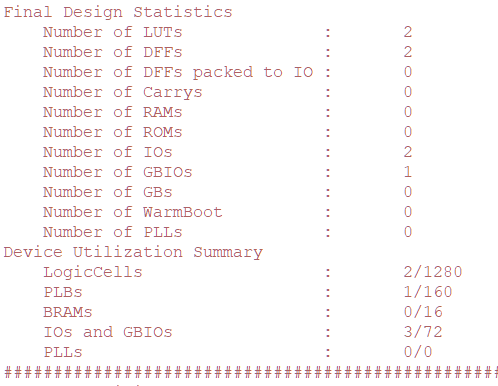 Final Design Statistics
    Number of LUTs              :       2
    Number of DFFs              :       2
    Number of DFFs packed to IO :       0
    Number of Carrys            :       0
    Number of RAMs              :       0
    Number of ROMs              :       0
    Number of IOs               :       2
    Number of GBIOs             :       1
    Number of GBs               :       0
    Number of WarmBoot          :       0
    Number of PLLs              :       0
Device Utilization Summary
    LogicCells                  :       2/1280
    PLBs                        :       1/160
    BRAMs                       :       0/16
    IOs and GBIOs               :       3/72
    PLLs                        :       0/0
##################################################